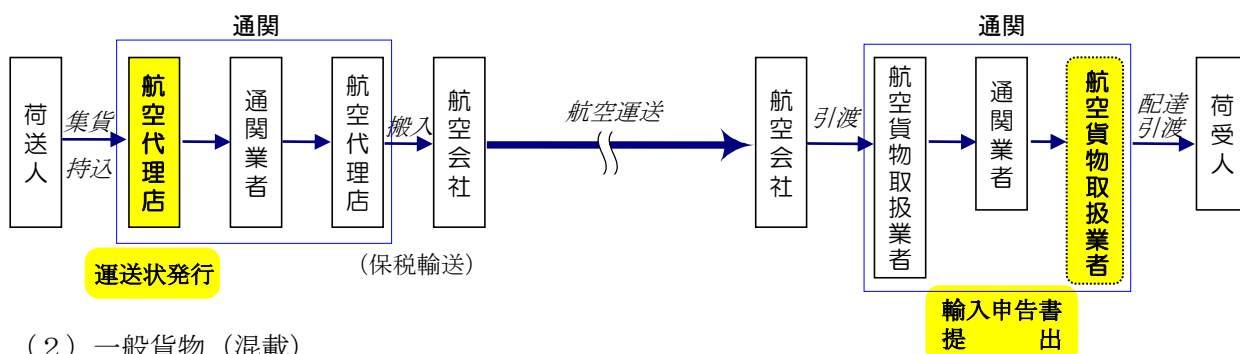 通関
通関
荷送人
集貨
持込
航空代理店
通関業者
航空代理店
搬入
航空会社
航空運送
航空会社
引渡
航空貨物取扱業者
通関業者
航空貨物取扱業者
配達
引渡
荷受人
運送状発行
（保税輸送）
輸入申告書
提　　出
（２）一般貨物（混載）